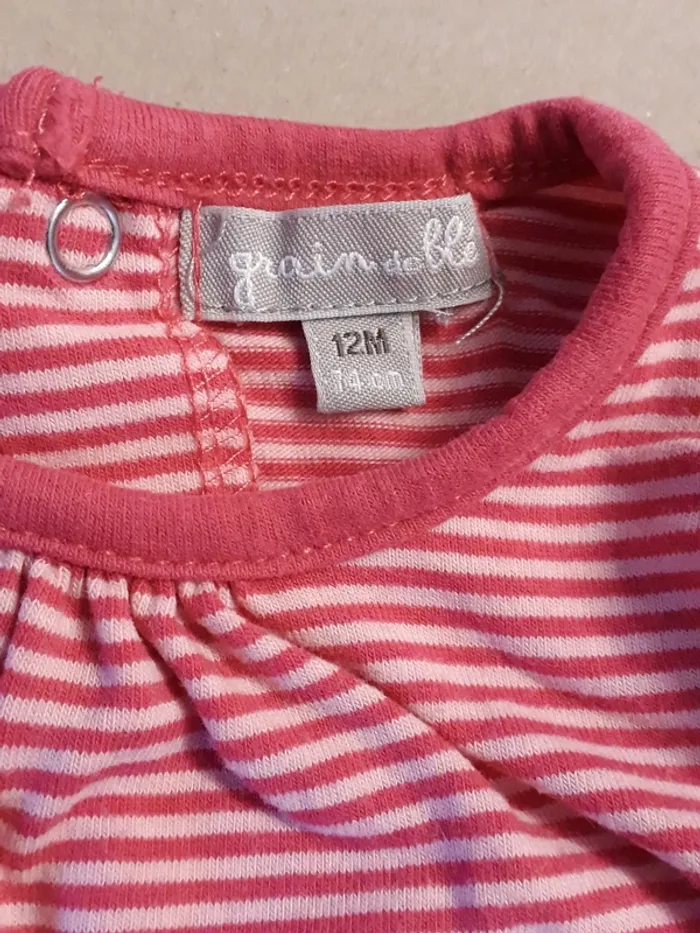 grain de blé
12M
74 cm